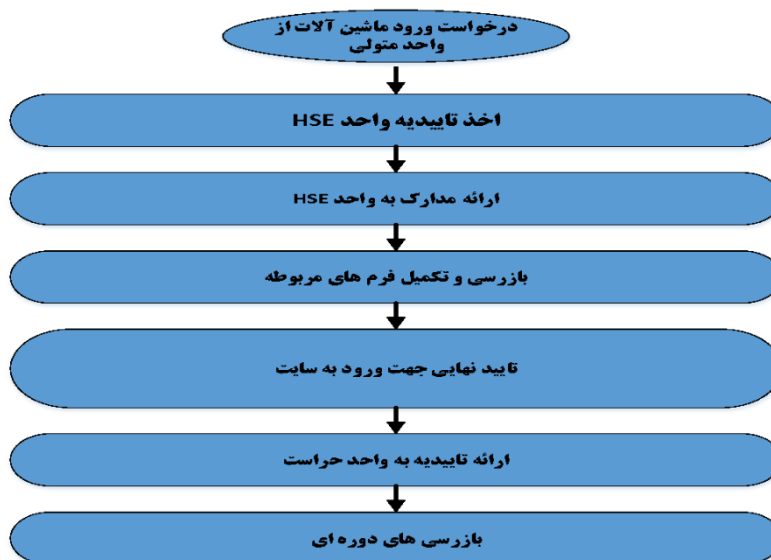 درخواست ورود ماشین آلات از
واحد متولی
اخذ تاییدیه واحد HSE
ارائه مدارک به واحد HSE
بازرسی و تکمیل فرم های مربوطه
تایید نهایی جهت ورود به سایت
ارائه تاییدیه به واحد حراست
بازرسی های دوره ای